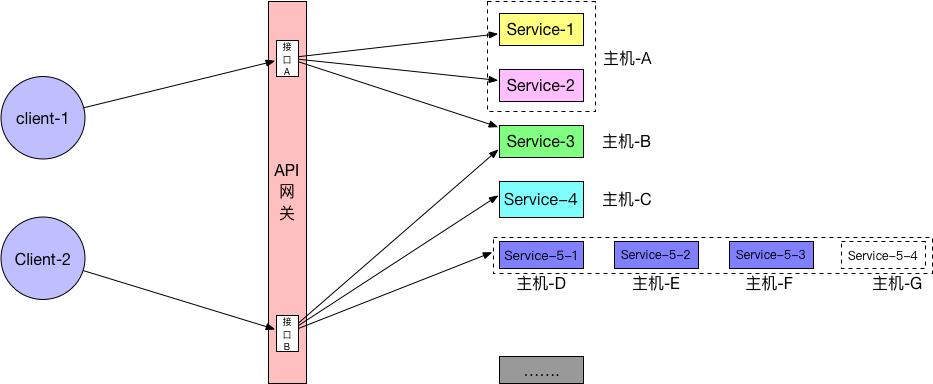 client-1
Client-2
接
口
A
API
网
关
接
口
B
Service-1
Service-2
主机-A
Service-3
主机-B
Service-4
主机-C
Service-5-1
Service-5-2
Service-5-3
Service-5-4
主机-D
主机-E
主机-F
主机-G
.......